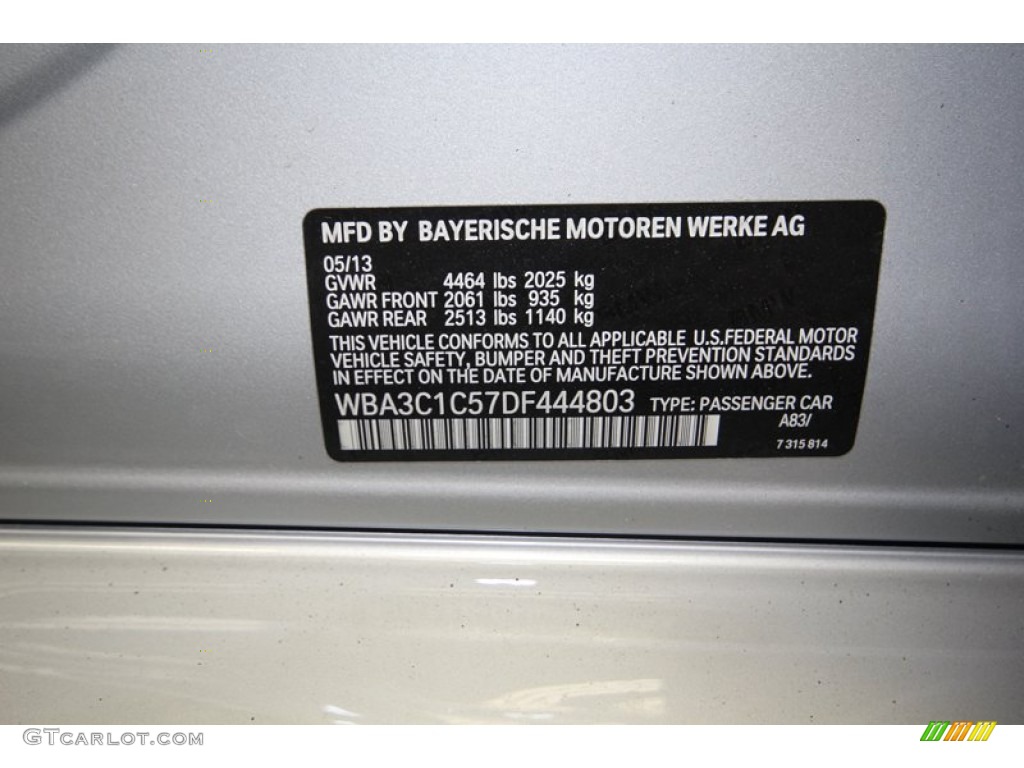 MFD BY BAYERISCHE MOTOREN WERKE AG
05/13
GVWR 4464 lbs 2025 kg
GAWR FRONT 2061 lbs 935 kg
GAWR REAR 2513 lbs 1140 kg
THIS VEHICLE CONFORMS TO ALL APPLICABLE U.S.FEDERAL MOTOR
VEHICLE SAFETY, BUMPER AND THEFT PREVENTION STANDARDS
IN EFFECT ON THE DATE OF MANUFACTURE SHOWN ABOVE.
WBA3C1C57DF444803 TYPE: PASSENGER CAR
A83/
7 315 814
GTCARLOT.COM